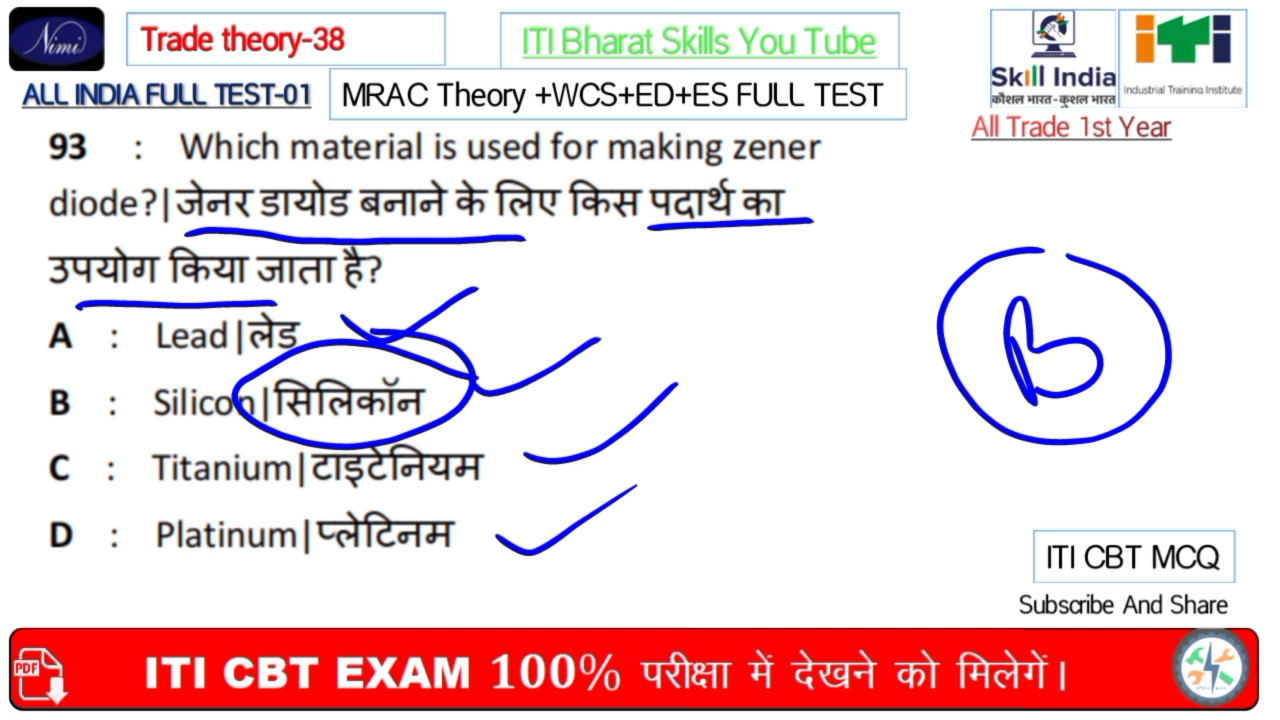 Nimi
Trade theory-38
ITI Bharat Skills You Tube
Skill India
कौशल भारत-कुशल भारत
iTi
Industrial Training Institute
ALL INDIA FULL TEST-01
MRAC Theory +WCS+ED+ES FULL TEST
All Trade 1st Year
93 : Which material is used for making zener
diode?|जेनर डायोड बनाने के लिए किस पदार्थ का
उपयोग किया जाता है?
A : Lead|लेड
B : Silicon|सिलिकॉन
C : Titanium|टाइटेनियम
D : Platinum|प्लेटिनम
B
ITI CBT MCQ
Subscribe And Share
PDF
ITI CBT EXAM 100% परीक्षा में देखने को मिलेगें।